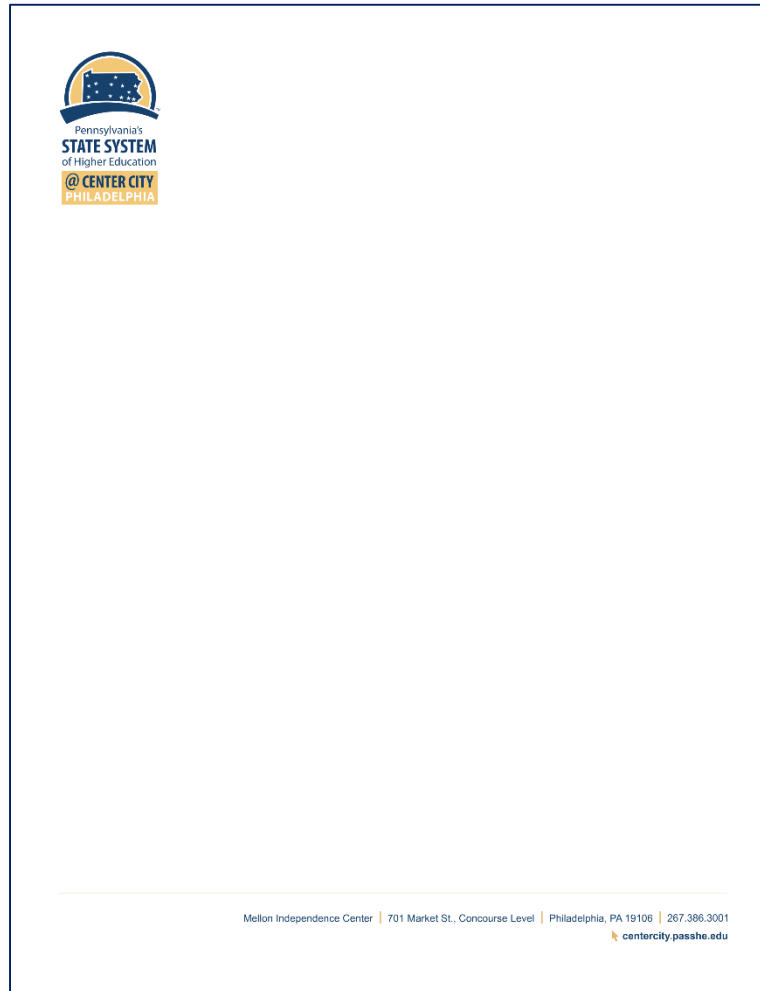 Pennsylvania's
STATE SYSTEM
of Higher Education
@ CENTER CITY
PHILADELPHIA
Mellon Independence Center | 701 Market St., Concourse Level | Philadelphia, PA 19106 | 267.386.3001
centercity.passhe.edu